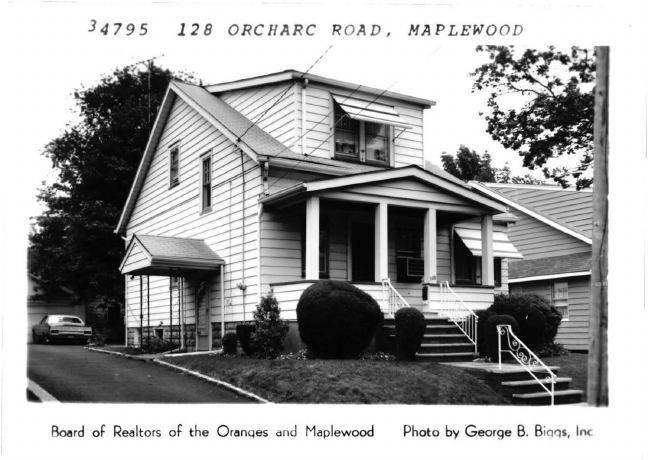 34795 128 ORCHARC ROAD, MAPLEWOOD
Board of Realtors of the Oranges and Maplewood Photo by George B. Biggs, Inc.